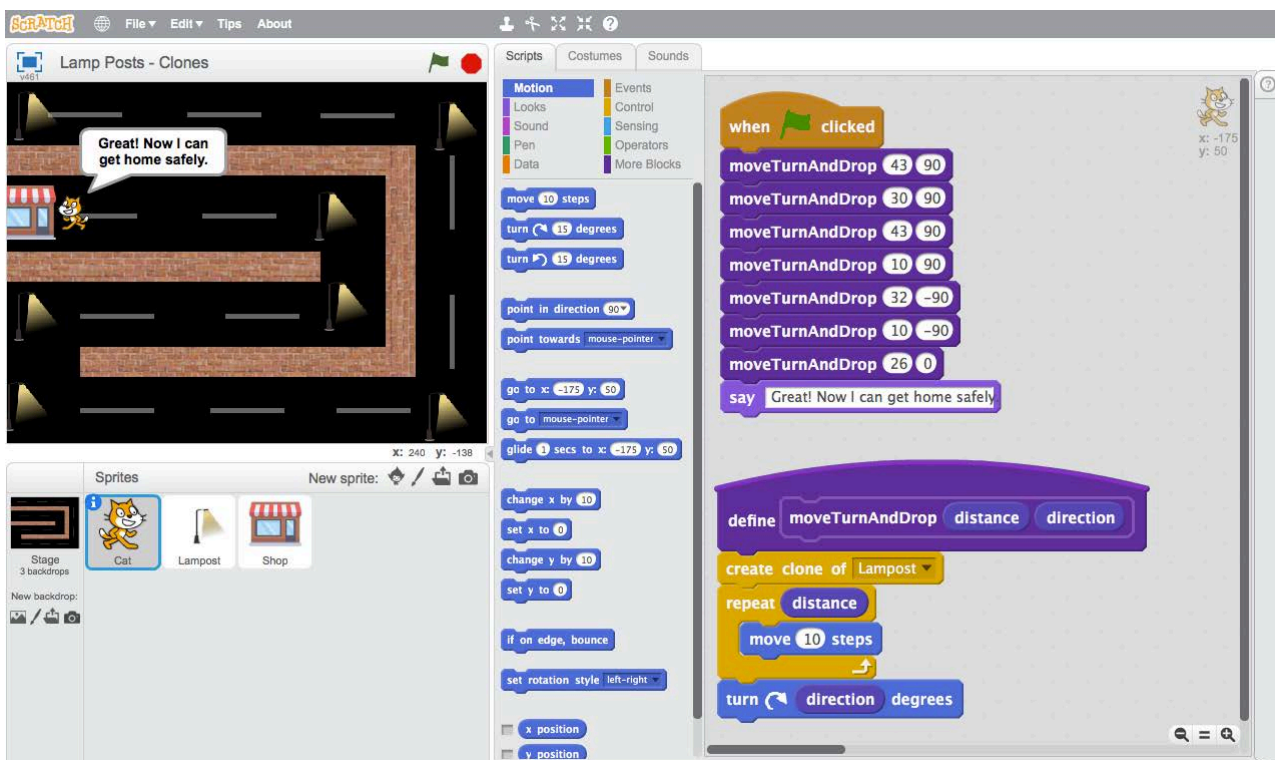 SCRATCH File Edit Tips About
Lamp Posts - Clones
v461
Great! Now I can
get home safely.
x: 240 y: -138
Sprites New sprite:
Stage
3 backdrops
New backdrop:
Cat
Lampost
Shop
Scripts Costumes Sounds
Motion Events
Looks Control
Sound Sensing
Pen Operators
Data More Blocks
move 10 steps
turn 15 degrees
turn 15 degrees
point in direction 90
point towards mouse-pointer
go to x: -175 y: 50
go to mouse-pointer
glide 1 secs to x: -175 y: 50
change x by 10
set x to 0
change y by 10
set y to 0
if on edge, bounce
set rotation style left-right
x position
y position
when clicked
moveTurnAndDrop 43 90
moveTurnAndDrop 30 90
moveTurnAndDrop 43 90
moveTurnAndDrop 10 90
moveTurnAndDrop 32 -90
moveTurnAndDrop 10 -90
moveTurnAndDrop 26 0
say Great! Now I can get home safely.
define moveTurnAndDrop distance direction
create clone of Lampost
repeat distance
move 10 steps
turn direction degrees
x: -175
y: 50